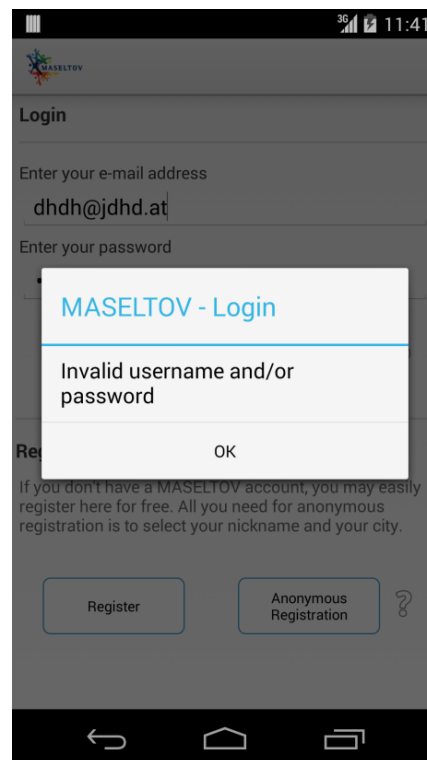 3G 11:41
MASELTOV
Login
Enter your e-mail address
dhdh@jdhd.at
Enter your password
MASELTOV - Login
Invalid username and/or
password
OK
If you don't have a MASELTOV account, you may easily
register here for free. All you need for anonymous
registration is to select your nickname and your city.
Register
Anonymous
Registration
?